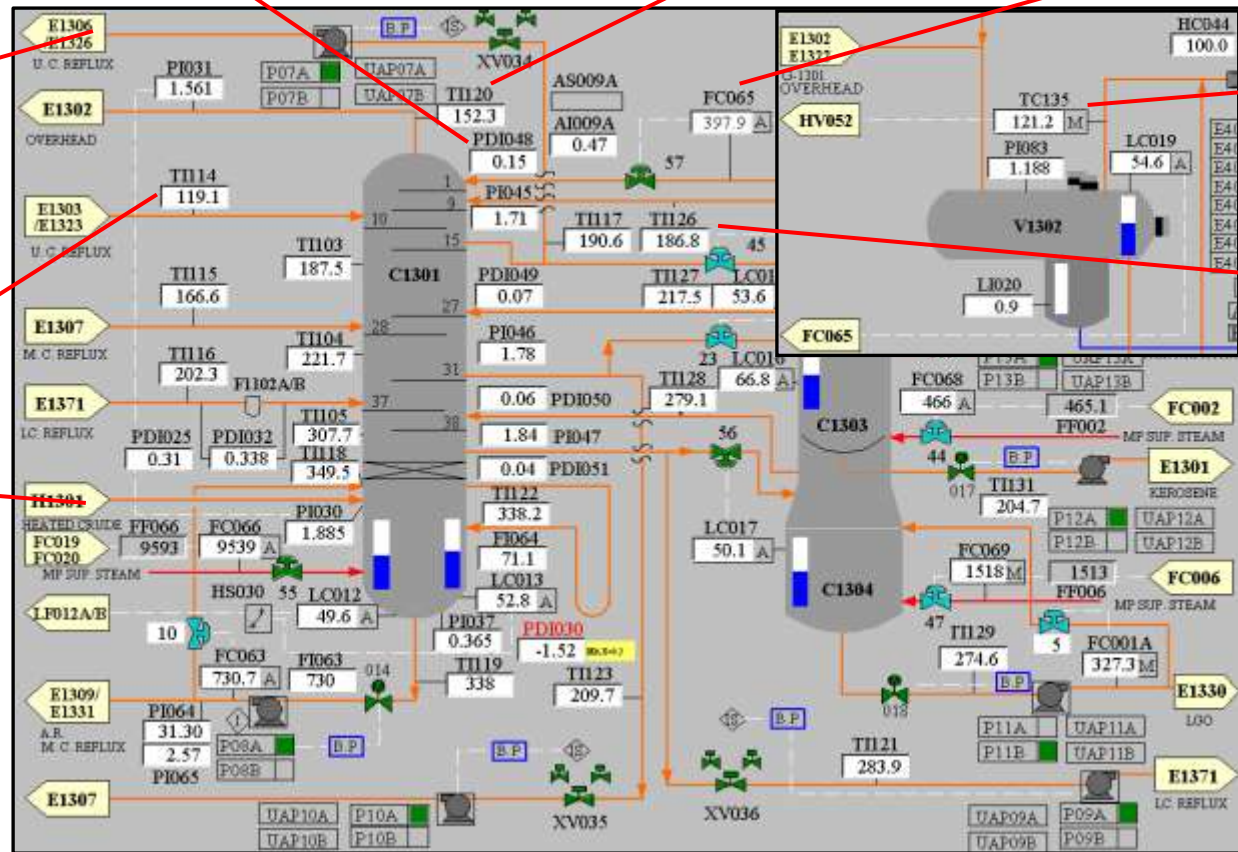 E1306
/E1326
U. C. REFLUX
PI031
1.561
E1302
OVERHEAD
B.P
IS
XV034
P07A
P07B
UAP07A
UAP07B
TI120
152.3
AS009A
AI009A
0.47
FC065
397.9 A
57
PDI048
0.15
TI114
119.1
E1303
/E1323
U. C. REFLUX
1
9
10
15
PI045
1.71
TI117
190.6
TI126
186.8
45
TI103
187.5
C1301
PDI049
0.07
TI127
217.5
LC01
53.6
TI115
166.6
E1307
M. C. REFLUX
27
28
TI104
221.7
PI046
1.78
23
LC016
66.8 A
TI116
202.3
F1102A/B
31
TI128
279.1
E1371
LC. REFLUX
37
38
TI105
307.7
0.06 PDI050
PDI025
0.31
PDI032
0.338
TI118
349.5
1.84 PI047
0.04 PDI051
56
C1303
H1301
HEATED CRUDE
PI030
1.885
TI122
338.2
FC019
FC020
FF066
9593
FC066
9539 A
FI064
71.1
LC017
50.1 A
MP SUP. STEAM
HS030
55
LC012
49.6 A
LC013
52.8 A
C1304
LF012A/B
10
PI037
0.365
PDI030
-1.52
FC063
730.7 A
FI063
730
014
TI119
338
TI123
209.7
E1309/
E1331
A.R.
M. C. REFLUX
PI064
31.30
2.57
PI065
I
P08A
P08B
B.P
E1307
UAP10A
UAP10B
P10A
P10B
B.P
IS
XV035
IS
B.P
XV036
TI121
283.9
UAP09A
UAP09B
P09A
P09B
E1371
LC. REFLUX
E1302
E1322
OVERHEAD
HV052
HC044
100.0
TC135
121.2 M
PI083
1.188
LC019
54.6 A
V1302
LI020
0.9
FC065
P13B
UAP13B
FC068
466 A
465.1
FF002
FC002
MP SUP. STEAM
44
017
B.P
E1301
KEROSENE
TI131
204.7
P12A
P12B
UAP12A
UAP12B
FC069
1518 M
1513
FF006
FC006
MP SUP. STEAM
47
5
TI129
274.6
FC001A
327.3 M
018
B.P
E1330
LGO
P11A
P11B
UAP11A
UAP11B